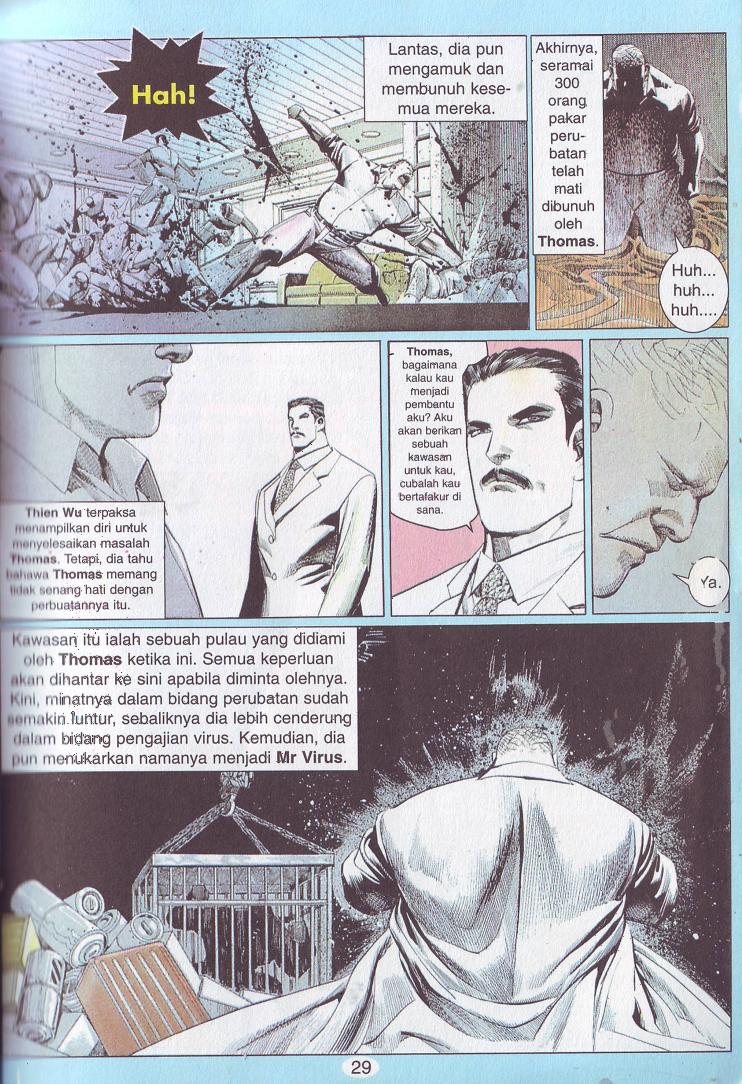 Hah!
Lantas, dia pun
mengamuk dan
membunuh kese-
mua mereka.
Akhirnya,
seramai
300
orang
pakar
peru-
batan
telah
mati
dibunuh
oleh
Thomas.
Huh...
huh...
huh....
Thien Wu terpaksa
menampilkan diri untuk
menyelesaikan masalah
Thomas. Tetapi, dia tahu
bahawa Thomas memang
tidak senang hati dengan
perbuatannya itu.
Thomas,
bagaimana
kalau kau
menjadi
pembantu
aku? Aku
akan berikan
sebuah
kawasan
untuk kau,
cubalah kau
bertafakur di
sana.
Ya.
Kawasan itu ialah sebuah pulau yang didiami
oleh Thomas ketika ini. Semua keperluan
akan dihantar ke sini apabila diminta olehnya.
Kini, minatnya dalam bidang perubatan sudah
semakin luntur, sebaliknya dia lebih cenderung
dalam bidang pengajian virus. Kemudian, dia
pun menukarkan namanya menjadi Mr Virus.
29